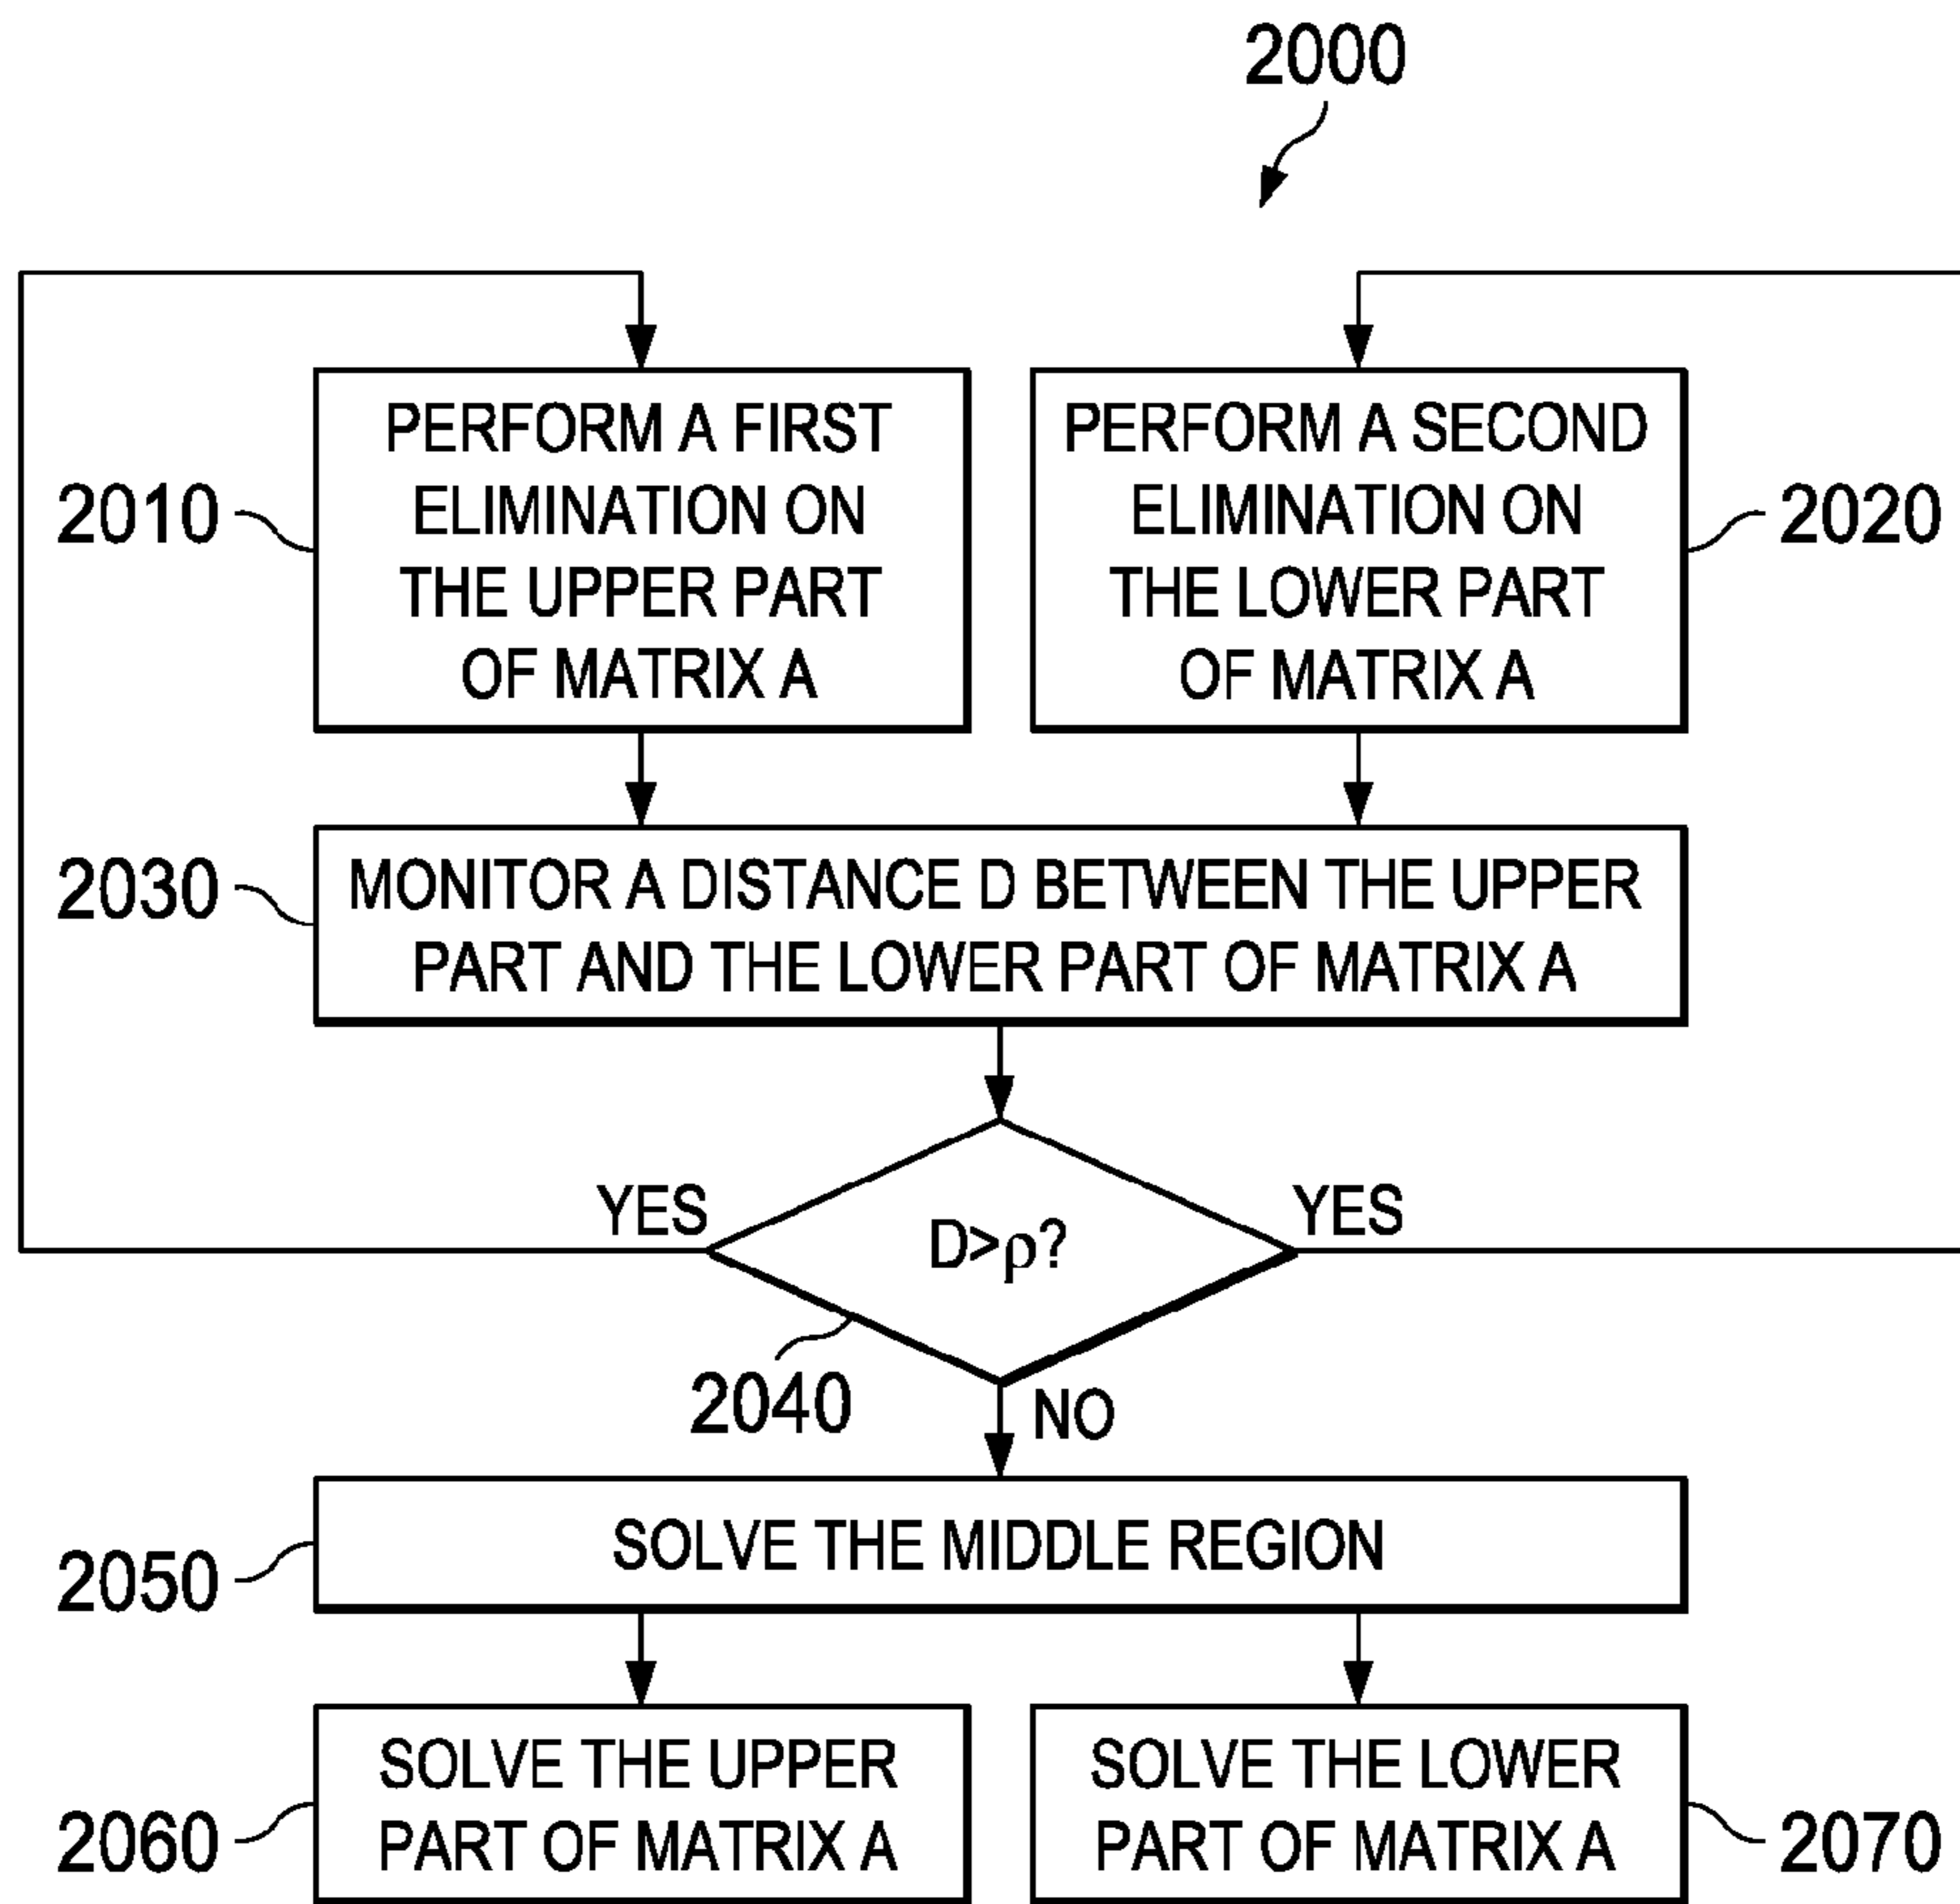 2000
PERFORM A FIRST
ELIMINATION ON
THE UPPER PART
OF MATRIX A
2010
PERFORM A SECOND
ELIMINATION ON
THE LOWER PART
OF MATRIX A
2020
2030
MONITOR A DISTANCE D BETWEEN THE UPPER
PART AND THE LOWER PART OF MATRIX A
YES
D>ρ?
YES
2040
NO
2050
SOLVE THE MIDDLE REGION
2060
SOLVE THE UPPER
PART OF MATRIX A
SOLVE THE LOWER
PART OF MATRIX A
2070